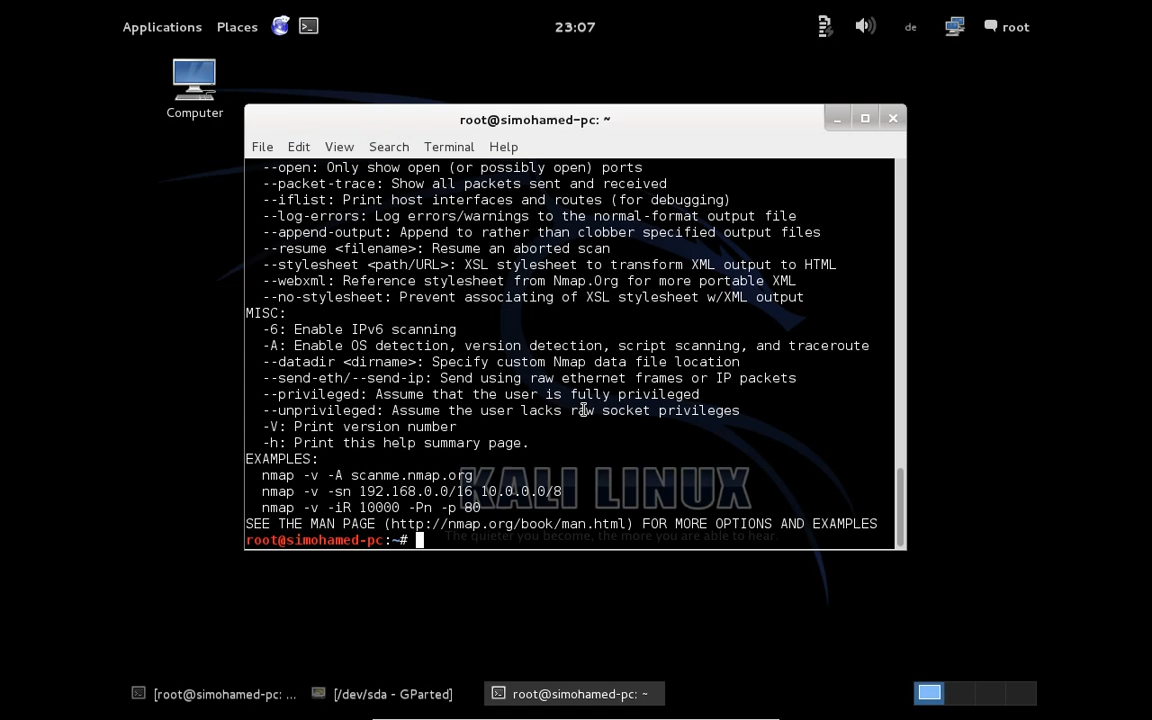 Applications Places 23:07 de root
Computer
root@simohamed-pc: ~
File Edit View Search Terminal Help
--open: Only show open (or possibly open) ports
--packet-trace: Show all packets sent and received
--iflist: Print host interfaces and routes (for debugging)
--log-errors: Log errors/warnings to the normal-format output file
--append-output: Append to rather than clobber specified output files
--resume <filename>: Resume an aborted scan
--stylesheet <path/URL>: XSL stylesheet to transform XML output to HTML
--webxml: Reference stylesheet from Nmap.Org for more portable XML
--no-stylesheet: Prevent associating of XSL stylesheet w/XML output
MISC:
-6: Enable IPv6 scanning
-A: Enable OS detection, version detection, script scanning, and traceroute
--datadir <dirname>: Specify custom Nmap data file location
--send-eth/--send-ip: Send using raw ethernet frames or IP packets
--privileged: Assume that the user is fully privileged
--unprivileged: Assume the user lacks raw socket privileges
-V: Print version number
-h: Print this help summary page.
EXAMPLES:
nmap -v -A scanme.nmap.org
nmap -v -sn 192.168.0.0/16 10.0.0.0/8
nmap -v -iR 10000 -Pn -p 80
KALI LINUX
SEE THE MAN PAGE (http://nmap.org/book/man.html) FOR MORE OPTIONS AND EXAMPLES
root@simohamed-pc:~#
The quieter you become, the more you are able to hear.
[root@simohamed-pc: ... [/dev/sda - GParted] root@simohamed-pc: ~